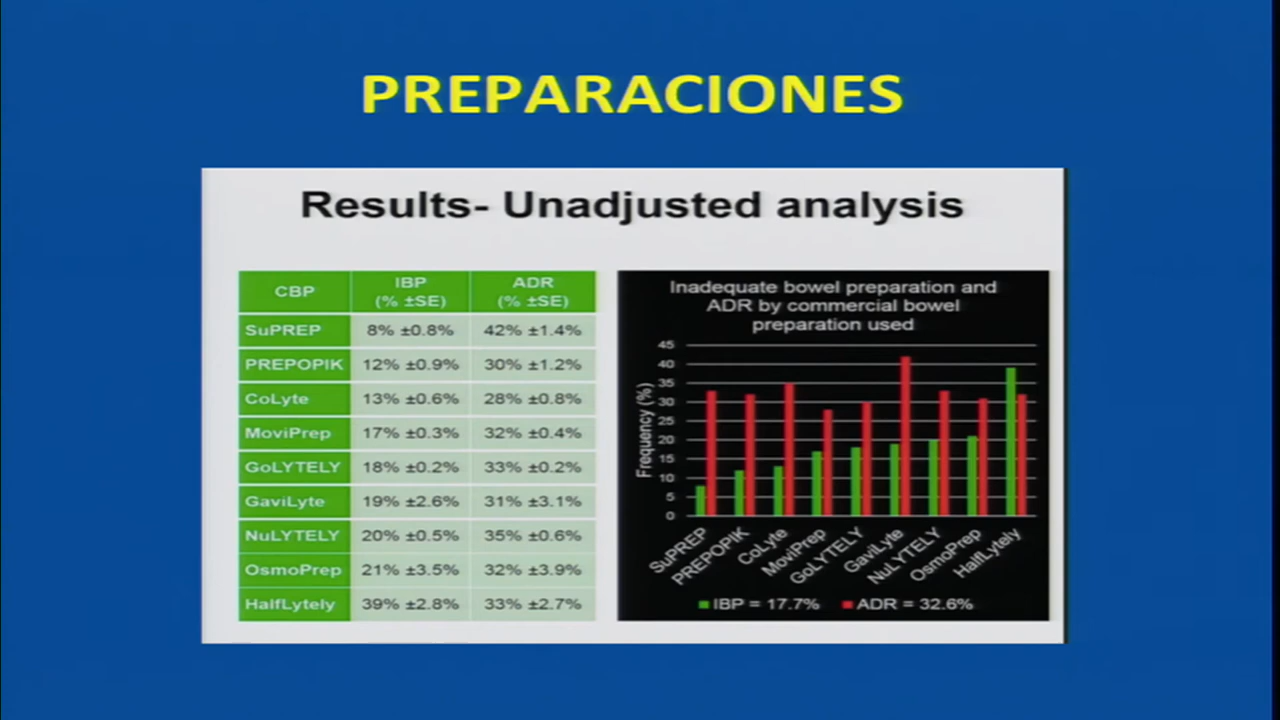 PREPARACIONES
Results- Unadjusted analysis
CBP IBP (% ±SE) ADR (% ±SE)
SuPREP 8% ±0.8% 42% ±1.4%
PREPOPIK 12% ±0.9% 30% ±1.2%
CoLyte 13% ±0.6% 28% ±0.8%
MoviPrep 17% ±0.3% 32% ±0.4%
GoLYTELY 18% ±0.2% 33% ±0.2%
GaviLyte 19% ±2.6% 31% ±3.1%
NuLYTELY 20% ±0.5% 35% ±0.6%
OsmoPrep 21% ±3.5% 32% ±3.9%
HalfLytely 39% ±2.8% 33% ±2.7%
Inadequate bowel preparation and
ADR by commercial bowel
preparation used
Frequency (%)
45
40
35
30
25
20
15
10
5
0
SuPREP
PREPOPIK
CoLyte
MoviPrep
GoLYTELY
GaviLyte
NuLYTELY
OsmoPrep
HalfLytely
IBP = 17.7% ADR = 32.6%